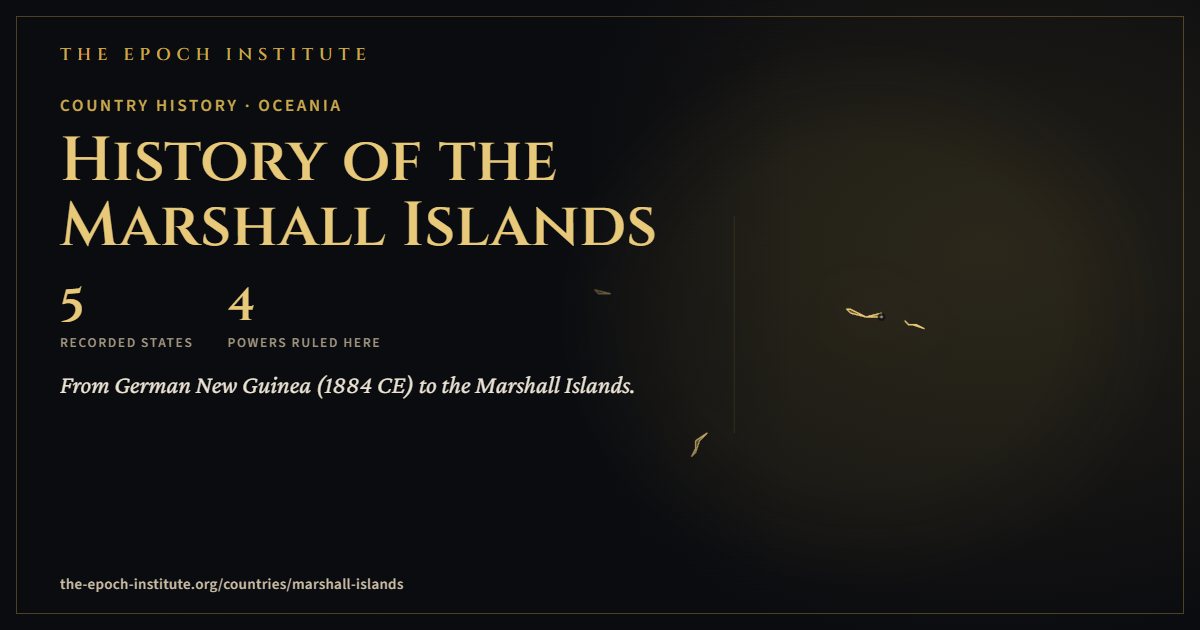 THE EPOCH INSTITUTE
COUNTRY HISTORY · OCEANIA
History of the
Marshall Islands
5 4
RECORDED STATES POWERS RULED HERE
From German New Guinea (1884 CE) to the Marshall Islands.
the-epoch-institute.org/countries/marshall-islands